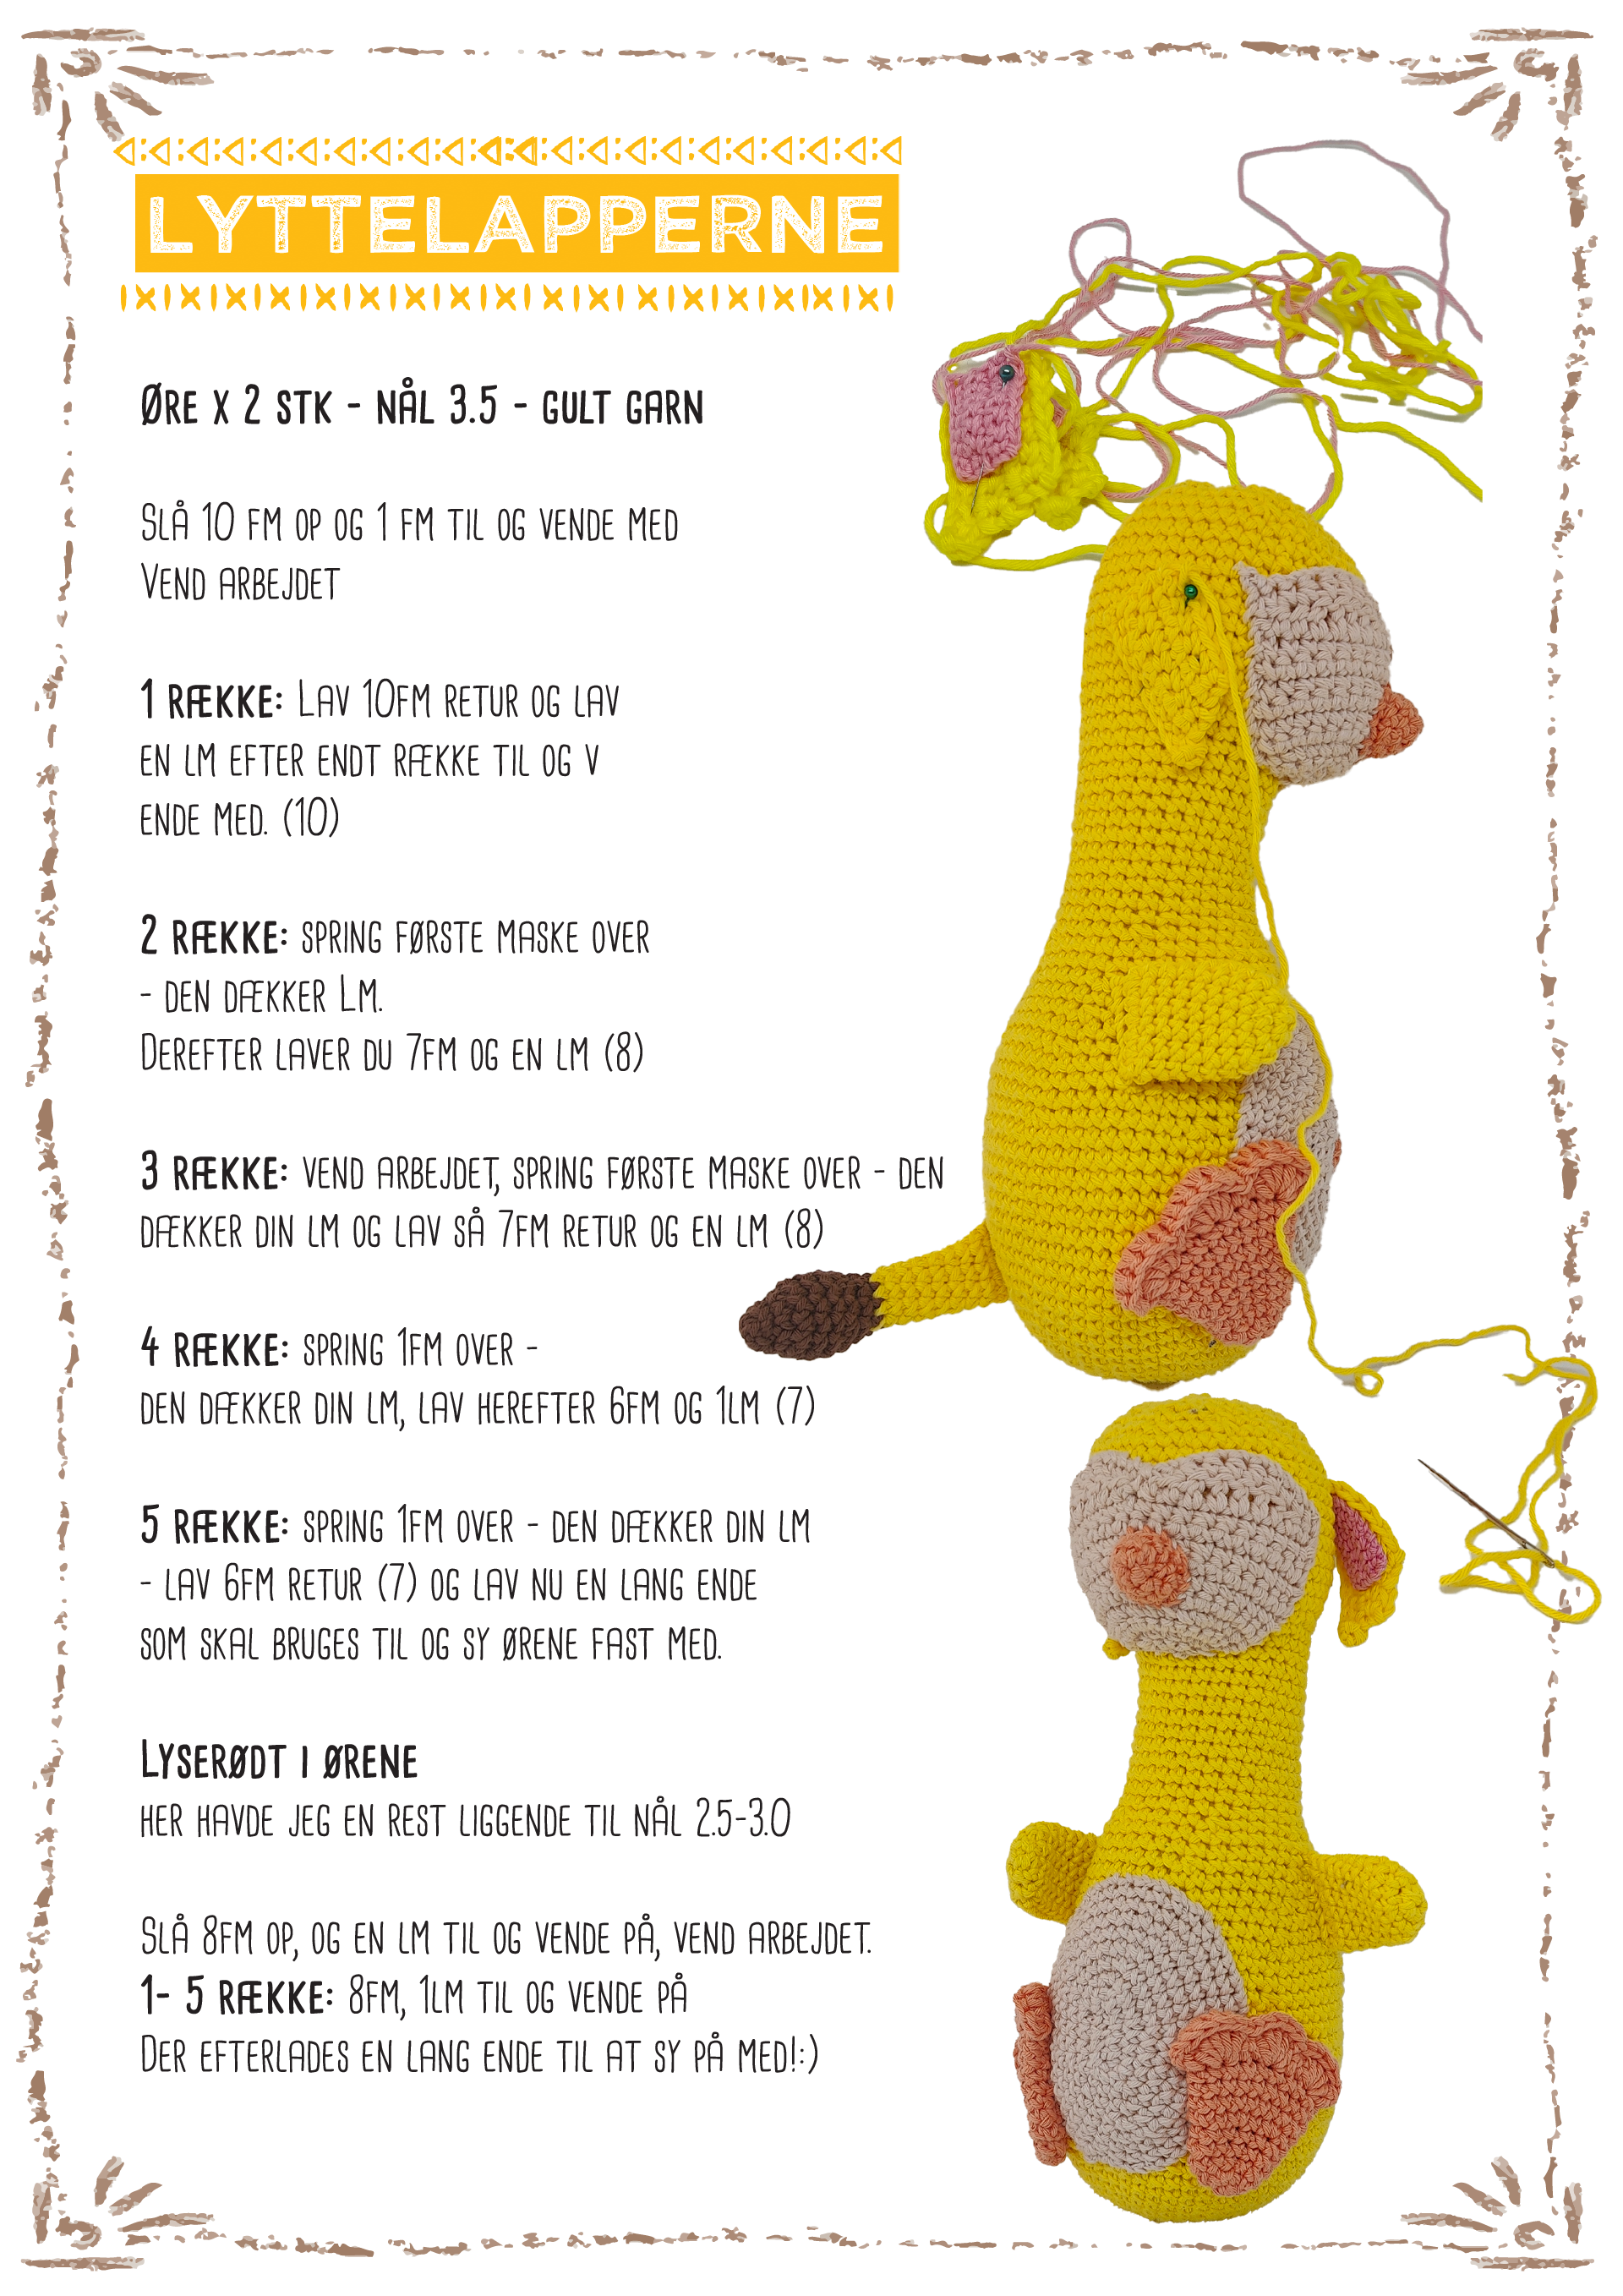 LYTTELAPPERNE
ØRE X 2 STK - NÅL 3.5 - GULT GARN
SLÅ 10 FM OP OG 1 FM TIL OG VENDE MED
VEND ARBEJDET
1 RÆKKE: LAV 10FM RETUR OG LAV
EN LM EFTER ENDT RÆKKE TIL OG V
ENDE MED. (10)
2 RÆKKE: SPRING FØRSTE MASKE OVER
- DEN DÆKKER LM.
DEREFTER LAVER DU 7FM OG EN LM (8)
3 RÆKKE: VEND ARBEJDET, SPRING FØRSTE MASKE OVER - DEN
DÆKKER DIN LM OG LAV SÅ 7FM RETUR OG EN LM (8)
4 RÆKKE: SPRING 1FM OVER -
DEN DÆKKER DIN LM, LAV HEREFTER 6FM OG 1LM (7)
5 RÆKKE: SPRING 1FM OVER - DEN DÆKKER DIN LM
- LAV 6FM RETUR (7) OG LAV NU EN LANG ENDE
SOM SKAL BRUGES TIL OG SY ØRENE FAST MED.
LYSERØDT I ØRENE
HER HAVDE JEG EN REST LIGGENDE TIL NÅL 2.5-3.0
SLÅ 8FM OP, OG EN LM TIL OG VENDE PÅ, VEND ARBEJDET.
1- 5 RÆKKE: 8FM, 1LM TIL OG VENDE PÅ
DER EFTERLADES EN LANG ENDE TIL AT SY PÅ MED!:)